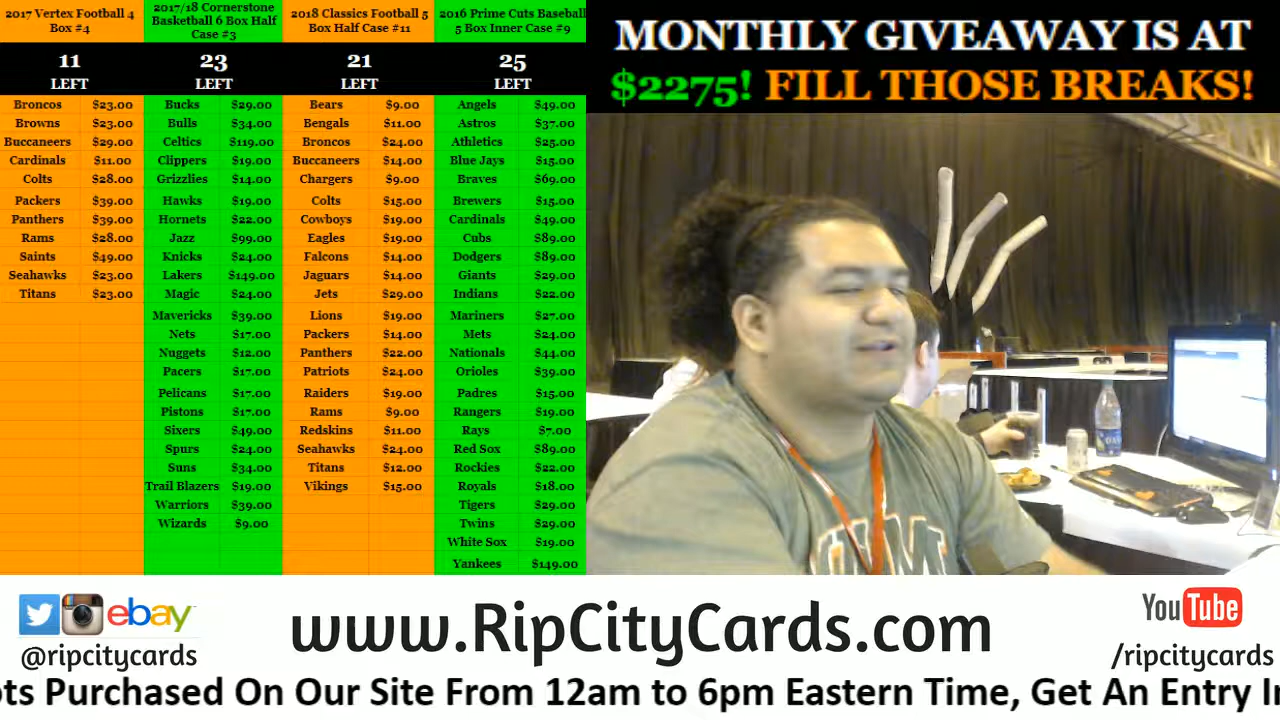 2017 Vertex Football 4
Box #4
11
LEFT
Broncos $23.00
Browns $23.00
Buccaneers $29.00
Cardinals $11.00
Colts $28.00
Packers $39.00
Panthers $39.00
Rams $28.00
Saints $49.00
Seahawks $23.00
Titans $23.00
2017/18 Cornerstone
Basketball 6 Box Half
Case #3
23
LEFT
Bucks $29.00
Bulls $34.00
Celtics $119.00
Clippers $19.00
Grizzlies $14.00
Hawks $19.00
Hornets $22.00
Jazz $99.00
Knicks $24.00
Lakers $149.00
Magic $24.00
Mavericks $39.00
Nets $17.00
Nuggets $12.00
Pacers $17.00
Pelicans $17.00
Pistons $17.00
Sixers $49.00
Spurs $24.00
Suns $34.00
Trail Blazers $19.00
Warriors $39.00
Wizards $9.00
2018 Classics Football 5
Box Half Case #11
21
LEFT
Bears $9.00
Bengals $11.00
Broncos $24.00
Buccaneers $14.00
Chargers $9.00
Colts $15.00
Cowboys $19.00
Eagles $19.00
Falcons $14.00
Jaguars $14.00
Jets $29.00
Lions $19.00
Packers $14.00
Panthers $22.00
Patriots $24.00
Raiders $19.00
Rams $9.00
Redskins $11.00
Seahawks $24.00
Titans $12.00
Vikings $15.00
2016 Prime Cuts Baseball
5 Box Inner Case #9
25
LEFT
Angels $49.00
Astros $37.00
Athletics $25.00
Blue Jays $15.00
Braves $69.00
Brewers $15.00
Cardinals $49.00
Cubs $89.00
Dodgers $89.00
Giants $29.00
Indians $22.00
Mariners $27.00
Mets $24.00
Nationals $44.00
Orioles $39.00
Padres $15.00
Rangers $19.00
Rays $7.00
Red Sox $89.00
Rockies $22.00
Royals $18.00
Tigers $29.00
Twins $29.00
White Sox $19.00
Yankees $149.00
MONTHLY GIVEAWAY IS AT
$2275! FILL THOSE BREAKS!
ebay
@ripcitycards
www.RipCityCards.com
YouTube
/ripcitycards
ots Purchased On Our Site From 12am to 6pm Eastern Time, Get An Entry In